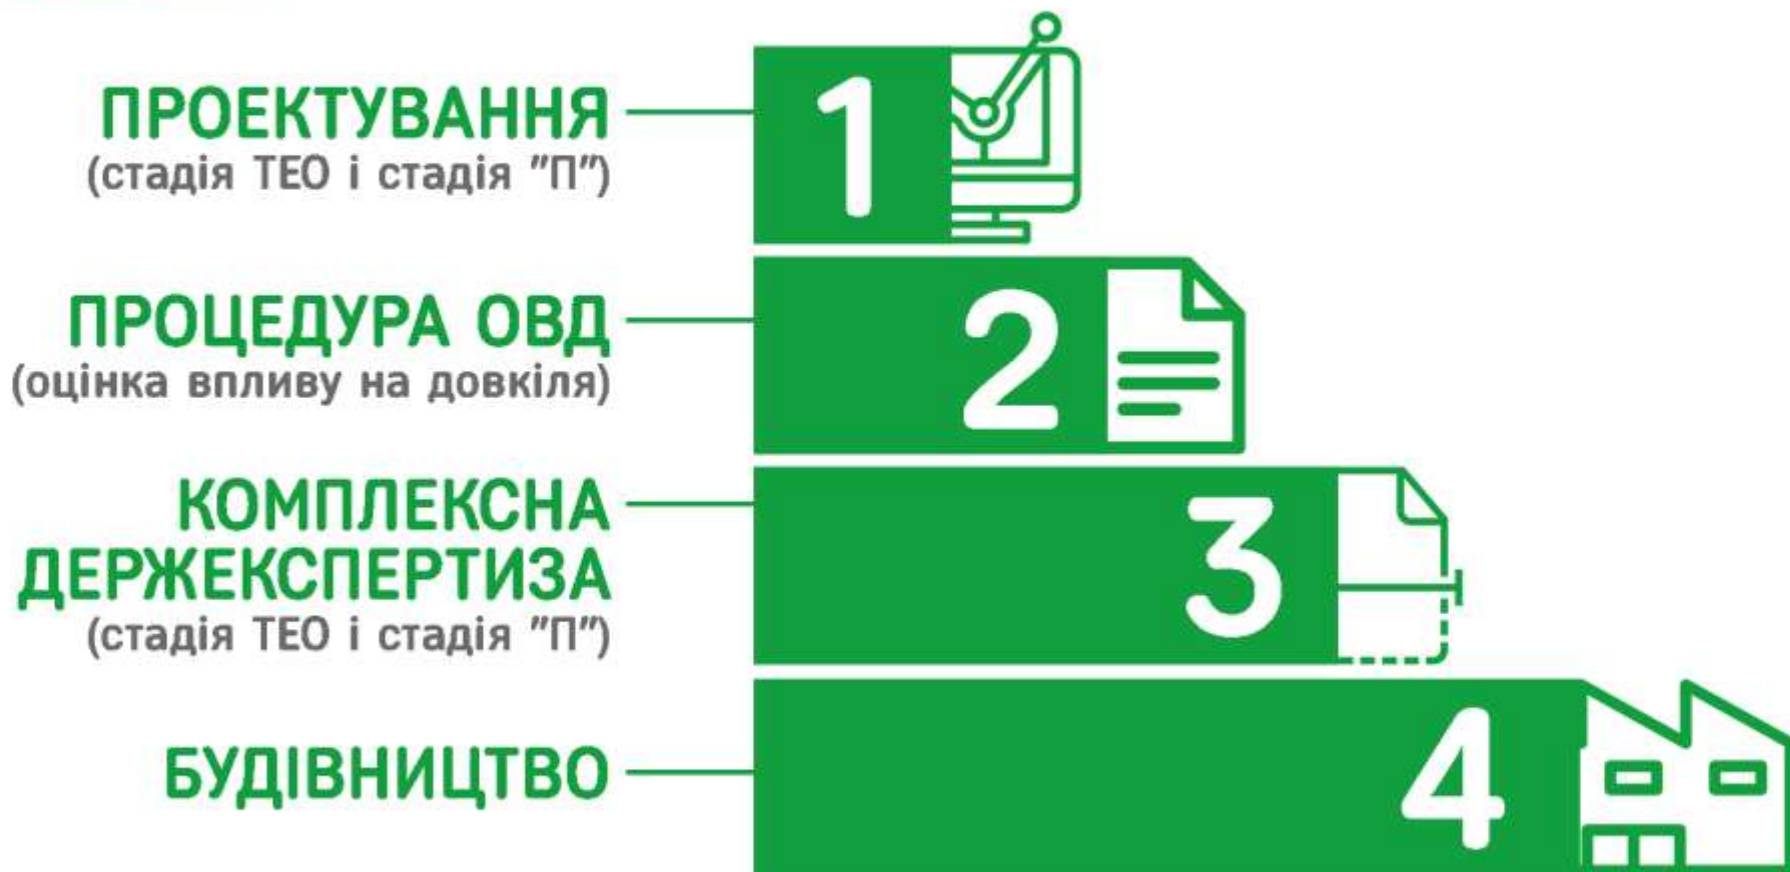 ПРОЕКТУВАННЯ
(стадія ТЕО і стадія "П")
1
ПРОЦЕДУРА ОВД
(оцінка впливу на довкіля)
2
КОМПЛЕКСНА
ДЕРЖЕКСПЕРТИЗА
(стадія ТЕО і стадія "П")
3
БУДІВНИЦТВО
4